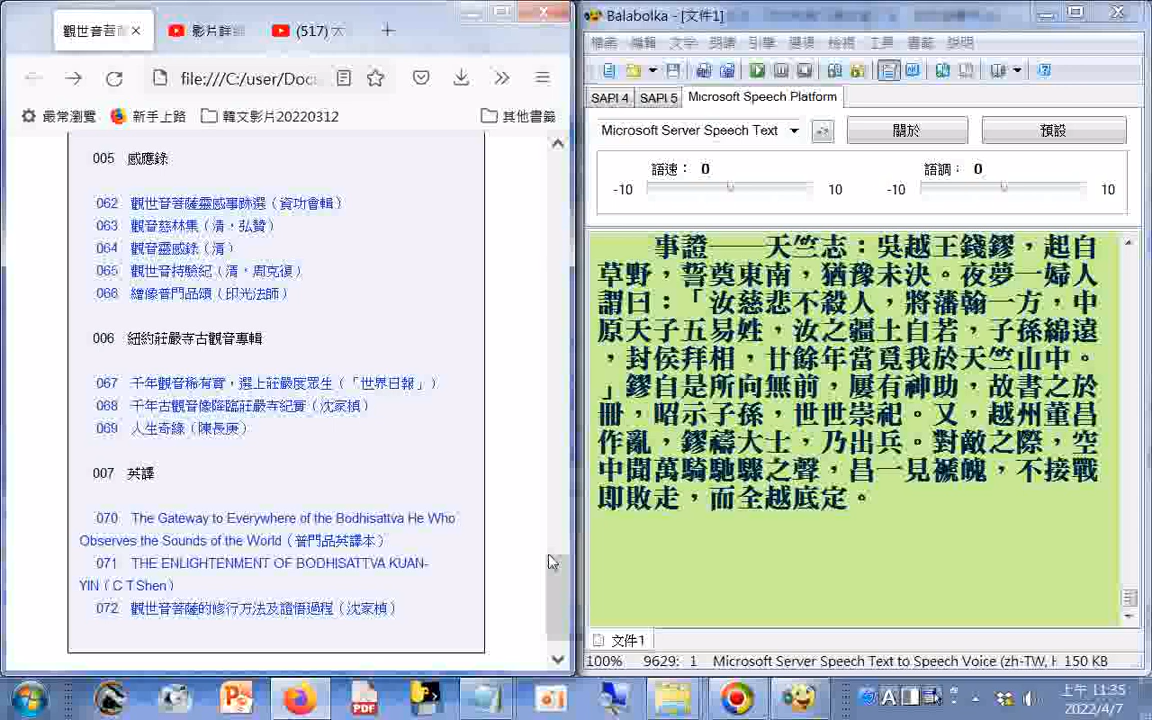 觀世音菩
影片詳
(517) 大
file:///C:/user/Docu
最常瀏覽
新手上路
韓文影片20220312
其他書籤
005 感應錄
062 觀世音菩薩靈感事跡選（資功會輯）
063 觀音慈林集（清，弘贊）
064 觀音靈感錄（清）
065 觀世音持驗紀（清，周克復）
066 繪像普門品頌（印光法師）
006 紐約莊嚴寺古觀音專輯
067 千年觀音稀有寶，選上莊嚴度眾生（「世界日報」）
068 千年古觀音像降臨莊嚴寺紀實（沈家楨）
069 人生奇緣（陳長庚）
007 英譯
070 The Gateway to Everywhere of the Bodhisattva He Who
Observes the Sounds of the World（普門品英譯本）
071 THE ENLIGHTENMENT OF BODHISATTVA KUAN-
YIN（C T Shen）
072 觀世音菩薩的修行方法及證悟過程（沈家楨）
Balabolka - [文件1]
檔案 編輯 文字 朗讀 引擎 選項 檢視 工具 書籤 說明
SAPI 4 SAPI 5 Microsoft Speech Platform
Microsoft Server Speech Text
關於
預設
語速： 0
語調： 0
-10 10 -10 10
事證——天竺志：吳越王錢鏐，起自
草野，誓奠東南，猶豫未決。夜夢一婦人
謂曰：「汝慈悲不殺人，將藩翰一方，中
原天子五易姓，汝之疆土自若，子孫綿遠
，封侯拜相，廿餘年當覓我於天竺山中。
」鏐自是所向無前，屢有神助，故書之於
冊，昭示子孫，世世崇祀。又，越州董昌
作亂，鏐禱大士，乃出兵。對敵之際，空
中聞萬騎馳驟之聲，昌一見褫魄，不接戰
即敗走，而全越底定。
文件1
100% 9629: 1 Microsoft Server Speech Text to Speech Voice (zh-TW, H 150 KB
PDF
上午 11:35
2022/4/7